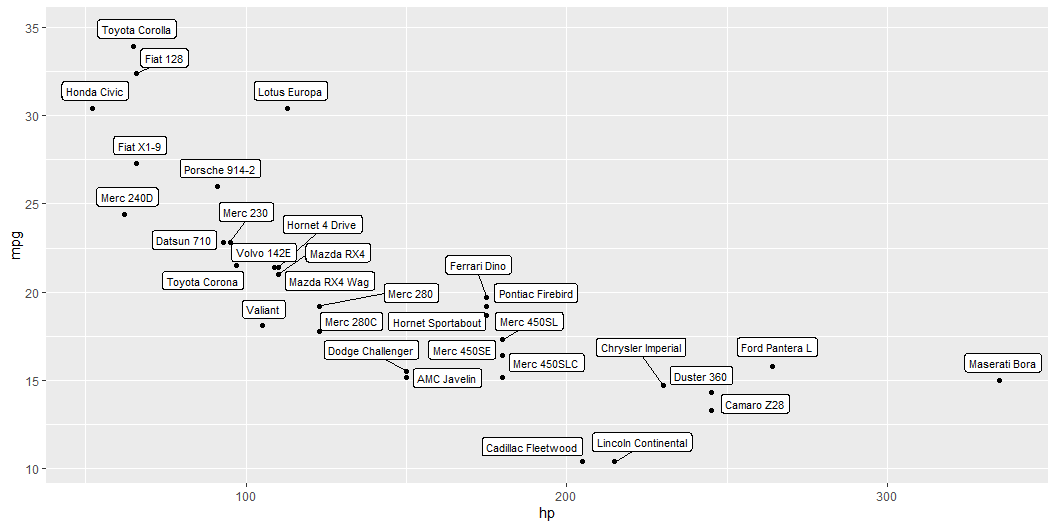 35
Toyota Corolla
Fiat 128
Honda Civic
Lotus Europa
30
Fiat X1-9
Porsche 914-2
Merc 240D
25
Merc 230
Hornet 4 Drive
Datsun 710
Volvo 142E
Mazda RX4
mpg
Ferrari Dino
Toyota Corona
Mazda RX4 Wag
20
Merc 280
Pontiac Firebird
Valiant
Merc 280C
Hornet Sportabout
Merc 450SL
Dodge Challenger
Merc 450SE
Chrysler Imperial
Ford Pantera L
Merc 450SLC
Maserati Bora
15
AMC Javelin
Duster 360
Camaro Z28
Cadillac Fleetwood
Lincoln Continental
10
100
200
300
hp